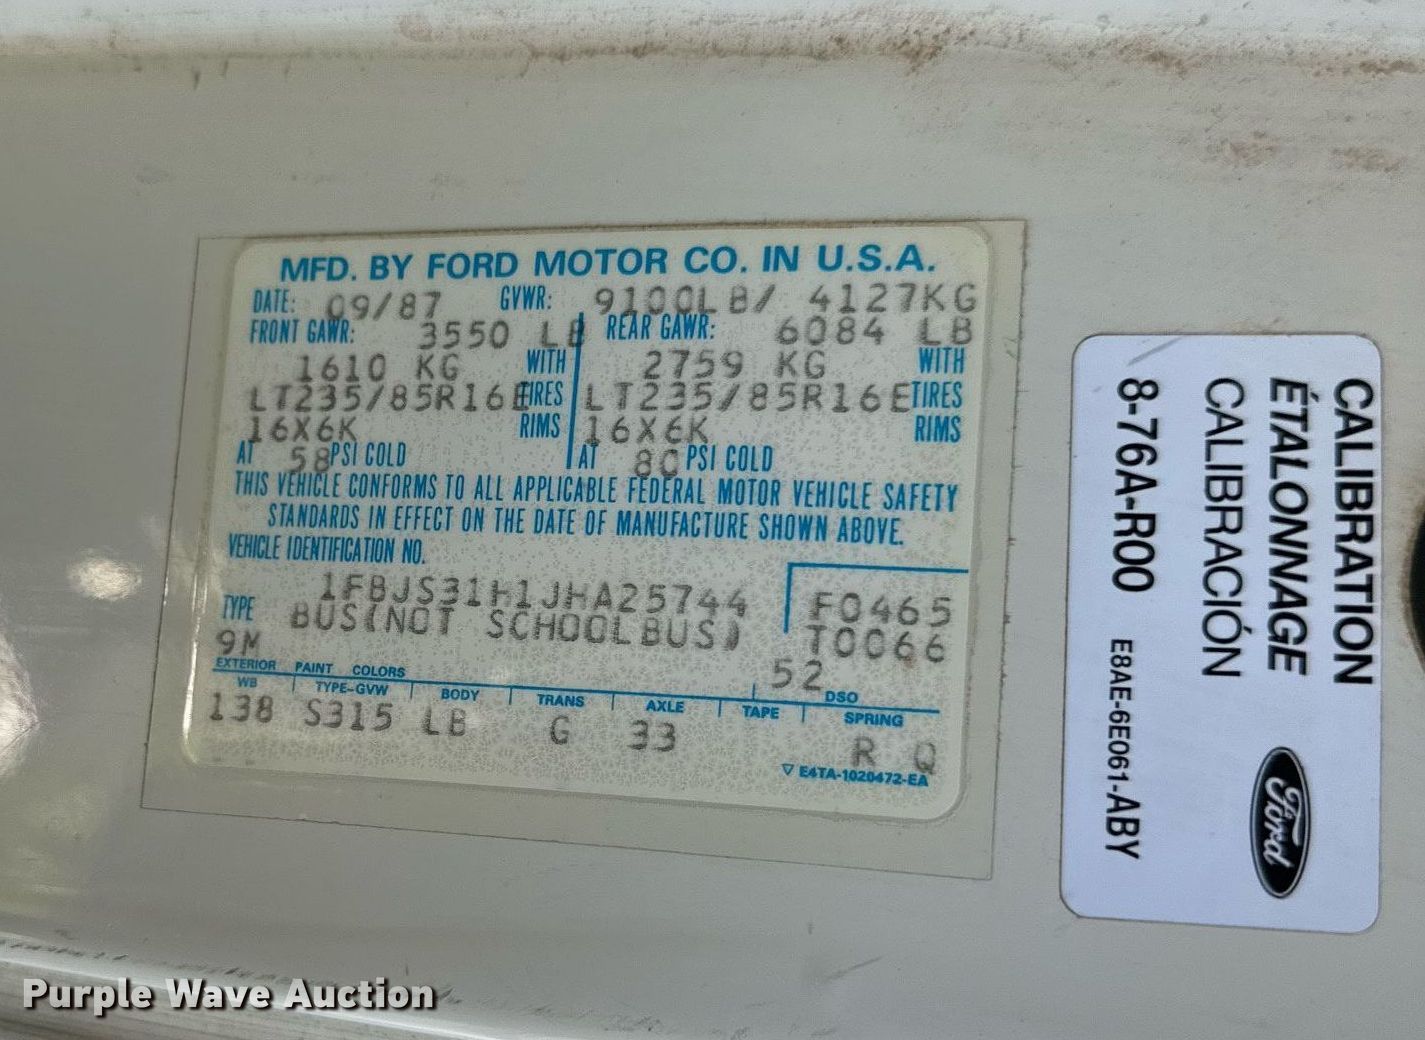 MFD. BY FORD MOTOR CO. IN U.S.A.
DATE: 09/87 GVWR: 9100LB/ 4127KG
FRONT GAWR: 3550 LB REAR GAWR: 6084 LB
1610 KG WITH 2759 KG WITH
LT235/85R16E TIRES LT235/85R16E TIRES
16X6K RIMS 16X6K RIMS
AT 58 PSI COLD AT 80 PSI COLD
THIS VEHICLE CONFORMS TO ALL APPLICABLE FEDERAL MOTOR VEHICLE SAFETY
STANDARDS IN EFFECT ON THE DATE OF MANUFACTURE SHOWN ABOVE.
VEHICLE IDENTIFICATION NO.
1FBJS31H1JHA25744 F0465
TYPE BUS(NOT SCHOOLBUS) T0066
9M 52
EXTERIOR PAINT COLORS DSO
WB TYPE-GVW BODY TRANS AXLE TAPE SPRING
138 S315 LB G 33 R Q
▽ E4TA-1020472-EA
CALIBRATION
ÉTALONNAGE
CALIBRACIÓN
8-76A-R00 E8AE-6E061-ABY
Ford
Purple Wave Auction